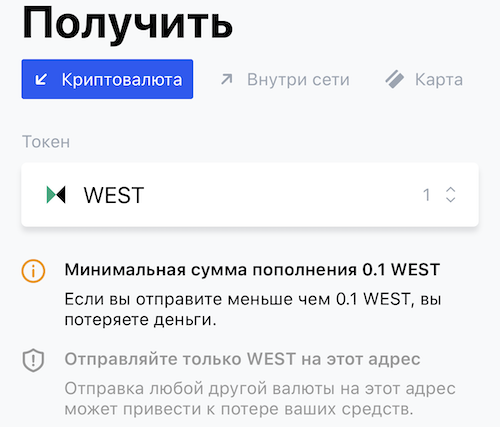 Получить
Криптовалюта Внутри сети Карта
Токен
WEST 1
Минимальная сумма пополнения 0.1 WEST
Если вы отправите меньше чем 0.1 WEST, вы
потеряете деньги.
Отправляйте только WEST на этот адрес
Отправка любой другой валюты на этот адрес
может привести к потере ваших средств.